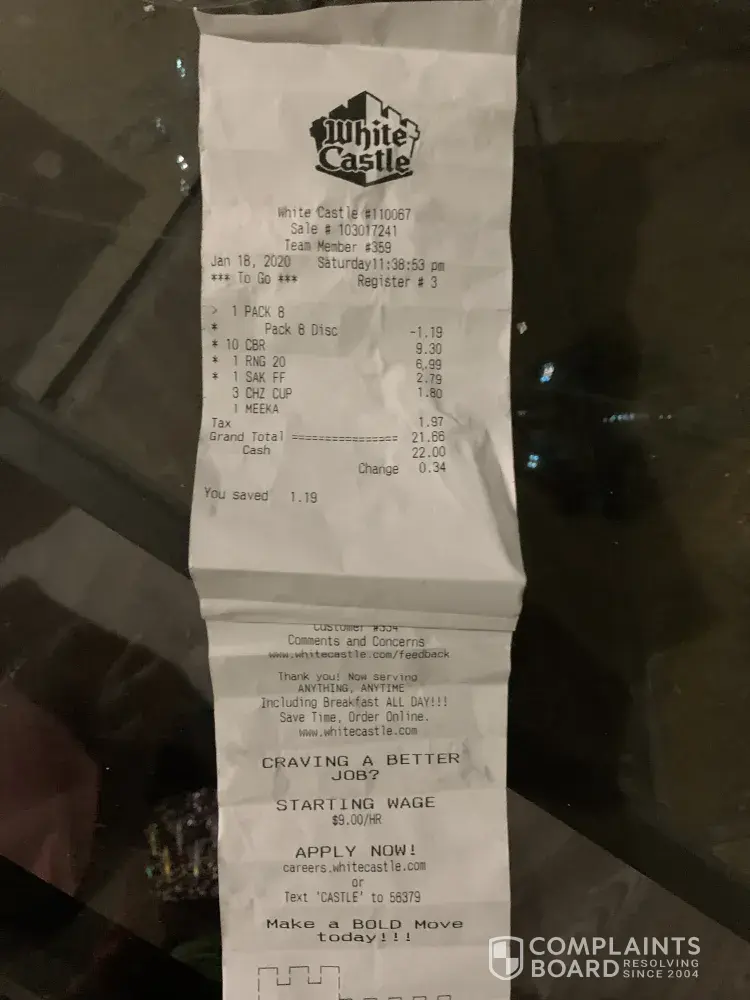 White
Castle
White Castle #110067
Sale # 103017241
Team Member #359
Jan 18, 2020 Saturday11:38:53 pm
*** To Go *** Register # 3
> 1 PACK 8
* Pack 8 Disc -1.19
* 10 CBR 9.30
* 1 RNG 20 6.99
* 1 SAK FF 2.79
3 CHZ CUP 1.80
1 MEEKA
Tax 1.97
Grand Total ================ 21.66
Cash 22.00
Change 0.34
You saved 1.19
Customer #334
Comments and Concerns
www.whitecastle.com/feedback
Thank you! Now serving
ANYTHING, ANYTIME
Including Breakfast ALL DAY!!!
Save Time, Order Online.
www.whitecastle.com
CRAVING A BETTER
JOB?
STARTING WAGE
$9.00/HR
APPLY NOW!
careers.whitecastle.com
or
Text 'CASTLE' to 56379
Make a BOLD Move
today!!!
COMPLAINTS
BOARD RESOLVING
SINCE 2004